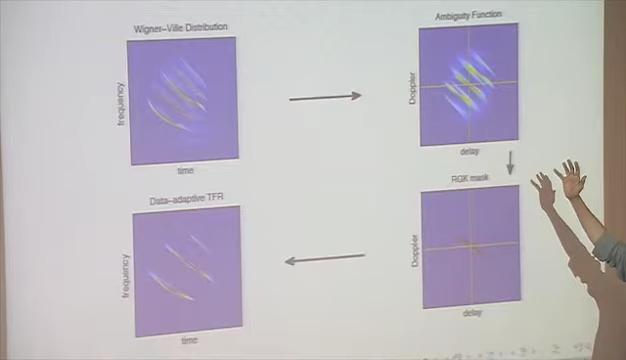 Wigner–Ville Distribution
frequency
time
Ambiguity Function
Doppler
delay
RGK mask
Doppler
delay
Data–adaptive TFR
frequency
time